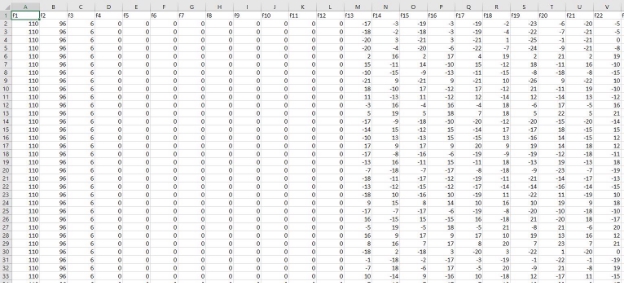 A B C D E F G H I J K L M N O P Q R S T U V
1 f1 f2 f3 f4 f5 f6 f7 f8 f9 f10 f11 f12 f13 f14 f15 f16 f17 f18 f19 f20 f21 f22
2 110 96 6 0 0 0 0 0 0 0 0 0 -17 -3 -19 -3 -19 -2 -23 -6 -20 -5
3 110 96 6 0 0 0 0 0 0 0 0 0 -18 -2 -18 -3 -19 -4 -22 -7 -21 -5
4 110 96 6 0 0 0 0 0 0 0 0 0 -20 3 -21 3 -21 1 -25 -1 -21 0
5 110 96 6 0 0 0 0 0 0 0 0 0 -20 -4 -20 -6 -22 -7 -24 -9 -21 -8
6 110 96 6 0 0 0 0 0 0 0 0 0 2 16 2 17 4 19 2 21 2 19
7 110 96 6 0 0 0 0 0 0 0 0 0 15 -11 14 -10 15 -12 18 -11 16 -10
8 110 96 6 0 0 0 0 0 0 0 0 0 -10 -15 -9 -13 -11 -15 -8 -18 -8 -15
9 110 96 6 0 0 0 0 0 0 0 0 0 -21 9 -21 9 -21 10 -26 9 -22 10
10 110 96 6 0 0 0 0 0 0 0 0 0 18 -10 17 -12 17 -12 21 -11 19 -10
11 110 96 6 0 0 0 0 0 0 0 0 0 11 -13 11 -12 12 -14 12 -14 13 -12
12 110 96 6 0 0 0 0 0 0 0 0 0 -3 16 -4 16 -4 18 -6 17 -5 16
13 110 96 6 0 0 0 0 0 0 0 0 0 5 19 5 18 7 18 5 22 5 21
14 110 96 6 0 0 0 0 0 0 0 0 0 -17 -9 -18 -10 -20 -12 -20 -15 -20 -14
15 110 96 6 0 0 0 0 0 0 0 0 0 -14 15 -12 15 -14 17 -17 18 -15 15
16 110 96 6 0 0 0 0 0 0 0 0 0 -10 13 -13 15 -15 13 -16 14 -15 12
17 110 96 6 0 0 0 0 0 0 0 0 0 17 9 17 9 20 9 19 14 18 12
18 110 96 6 0 0 0 0 0 0 0 0 0 -17 -8 -16 -6 -19 -9 -19 -12 -18 -11
19 110 96 6 0 0 0 0 0 0 0 0 0 -13 16 -11 15 -11 18 -13 19 -13 18
20 110 96 6 0 0 0 0 0 0 0 0 0 -7 -18 -7 -17 -8 -18 -9 -23 -7 -19
21 110 96 6 0 0 0 0 0 0 0 0 0 -18 -11 -17 -12 -19 -11 -21 -14 -17 -13
22 110 96 6 0 0 0 0 0 0 0 0 0 -13 -12 -15 -12 -17 -14 -14 -16 -14 -15
23 110 96 6 0 0 0 0 0 0 0 0 0 -18 10 -16 10 -19 11 -22 11 -19 10
24 110 96 6 0 0 0 0 0 0 0 0 0 9 15 8 14 10 16 10 19 9 18
25 110 96 6 0 0 0 0 0 0 0 0 0 -17 -7 -17 -6 -19 -8 -20 -10 -18 -10
26 110 96 6 0 0 0 0 0 0 0 0 0 16 -15 15 -15 16 -18 21 -20 18 -17
27 110 96 6 0 0 0 0 0 0 0 0 0 -5 19 -5 18 -5 21 -8 21 -6 20
28 110 96 6 0 0 0 0 0 0 0 0 0 16 9 17 9 17 10 19 13 16 12
29 110 96 6 0 0 0 0 0 0 0 0 0 8 16 7 17 8 20 7 23 7 21
30 110 96 6 0 0 0 0 0 0 0 0 0 -18 2 -18 3 -20 3 -22 1 -20 0
31 110 96 6 0 0 0 0 0 0 0 0 0 -1 -18 -2 -17 -3 -19 -1 -22 -1 -19
32 110 96 6 0 0 0 0 0 0 0 0 0 -7 18 -6 17 -5 20 -9 21 -8 19
33 110 96 6 0 0 0 0 0 0 0 0 0 10 -14 9 -16 10 -18 12 -17 11 -15